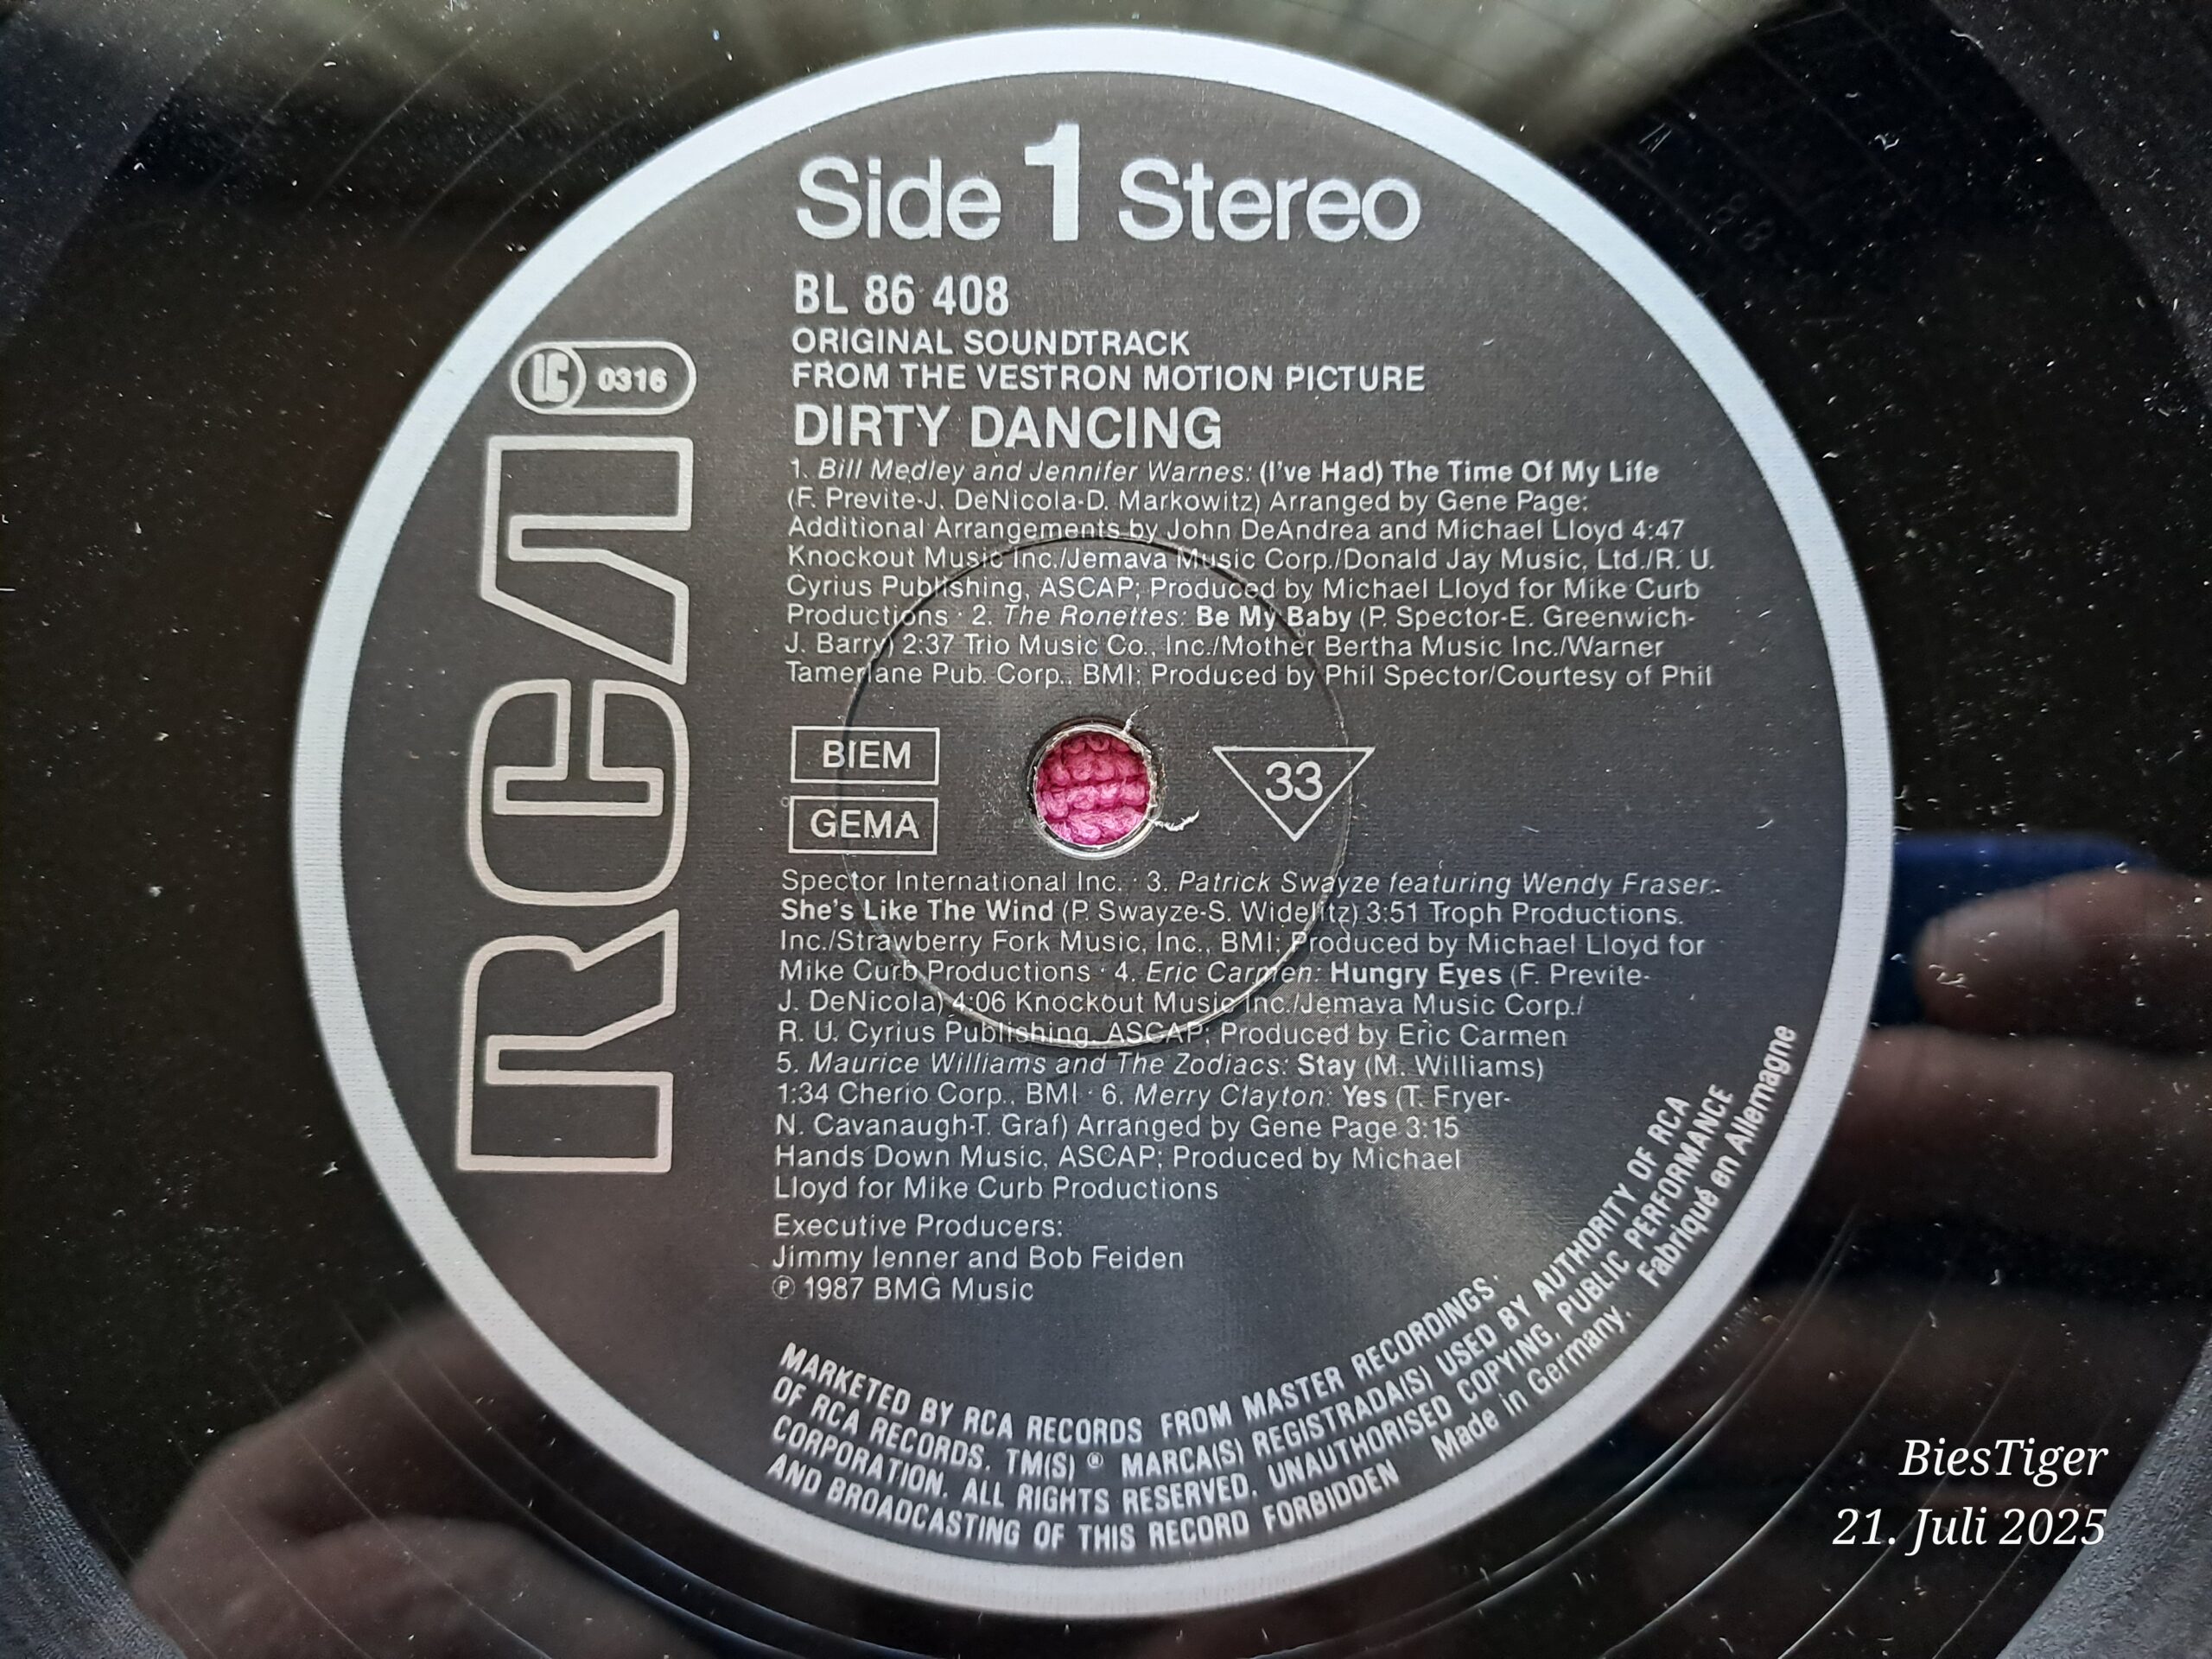 Side 1 Stereo
BL 86 408
ORIGINAL SOUNDTRACK
FROM THE VESTRON MOTION PICTURE
DIRTY DANCING
LC 0316
RCA
1. Bill Medley and Jennifer Warnes: (I've Had) The Time Of My Life
(F. Previte-J. DeNicola-D. Markowitz) Arranged by Gene Page:
Additional Arrangements by John DeAndrea and Michael Lloyd 4:47
Knockout Music Inc./Jemava Music Corp./Donald Jay Music, Ltd./R. U.
Cyrius Publishing, ASCAP; Produced by Michael Lloyd for Mike Curb
Productions · 2. The Ronettes: Be My Baby (P. Spector-E. Greenwich-
J. Barry) 2:37 Trio Music Co., Inc./Mother Bertha Music Inc./Warner
Tamerlane Pub. Corp., BMI; Produced by Phil Spector/Courtesy of Phil
BIEM
GEMA
33
Spector International Inc. · 3. Patrick Swayze featuring Wendy Fraser:
She's Like The Wind (P. Swayze-S. Widelitz) 3:51 Troph Productions.
Inc./Strawberry Fork Music, Inc., BMI; Produced by Michael Lloyd for
Mike Curb Productions · 4. Eric Carmen: Hungry Eyes (F. Previte-
J. DeNicola) 4:06 Knockout Music Inc./Jemava Music Corp./
R. U. Cyrius Publishing, ASCAP; Produced by Eric Carmen
5. Maurice Williams and The Zodiacs: Stay (M. Williams)
1:34 Cherio Corp., BMI · 6. Merry Clayton: Yes (T. Fryer-
N. Cavanaugh-T. Graf) Arranged by Gene Page 3:15
Hands Down Music, ASCAP; Produced by Michael
Lloyd for Mike Curb Productions
Executive Producers:
Jimmy Ienner and Bob Feiden
℗ 1987 BMG Music
MARKETED BY RCA RECORDS FROM MASTER RECORDINGS.
OF RCA RECORDS. TM(S) ® MARCA(S) REGISTRADA(S) USED BY AUTHORITY OF RCA
CORPORATION. ALL RIGHTS RESERVED. UNAUTHORISED COPYING, PUBLIC PERFORMANCE
AND BROADCASTING OF THIS RECORD FORBIDDEN Made in Germany. Fabriqué en Allemagne
BiesTiger
21. Juli 2025